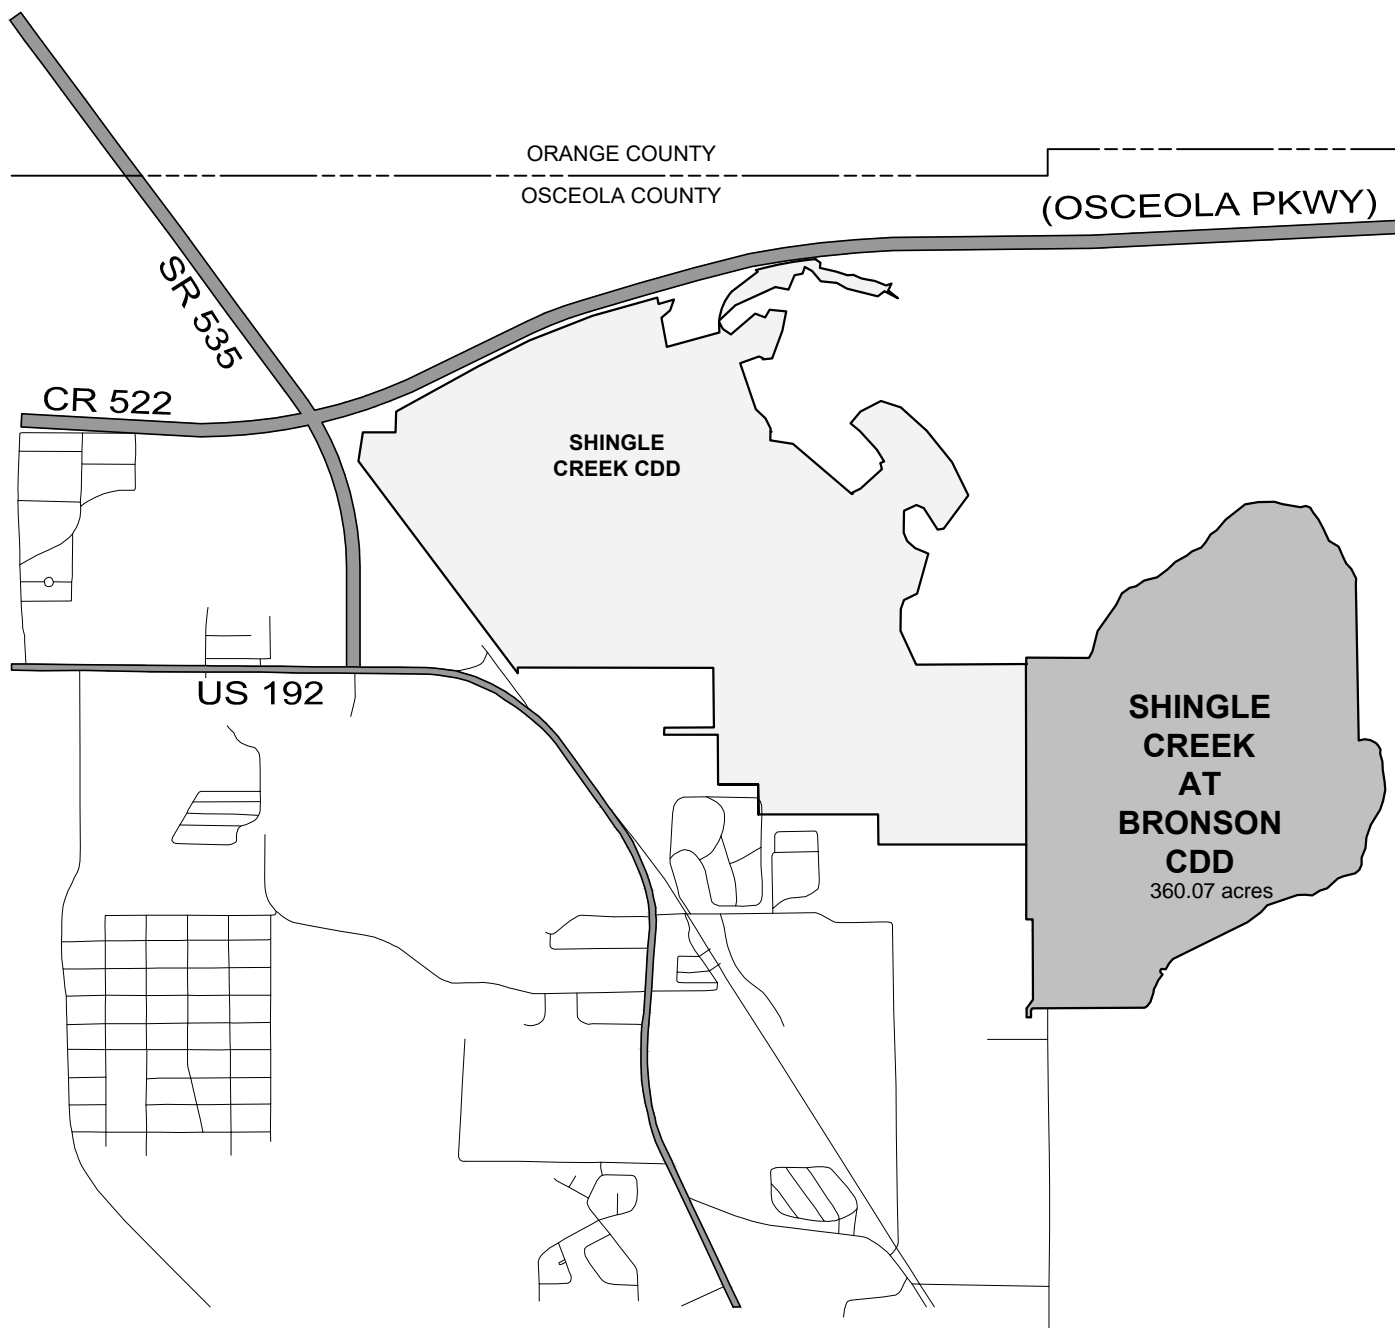 ORANGE COUNTY
OSCEOLA COUNTY
(OSCEOLA PKWY)
SR 535
CR 522
SHINGLE
CREEK CDD
US 192
SHINGLE
CREEK
AT
BRONSON
CDD
360.07 acres